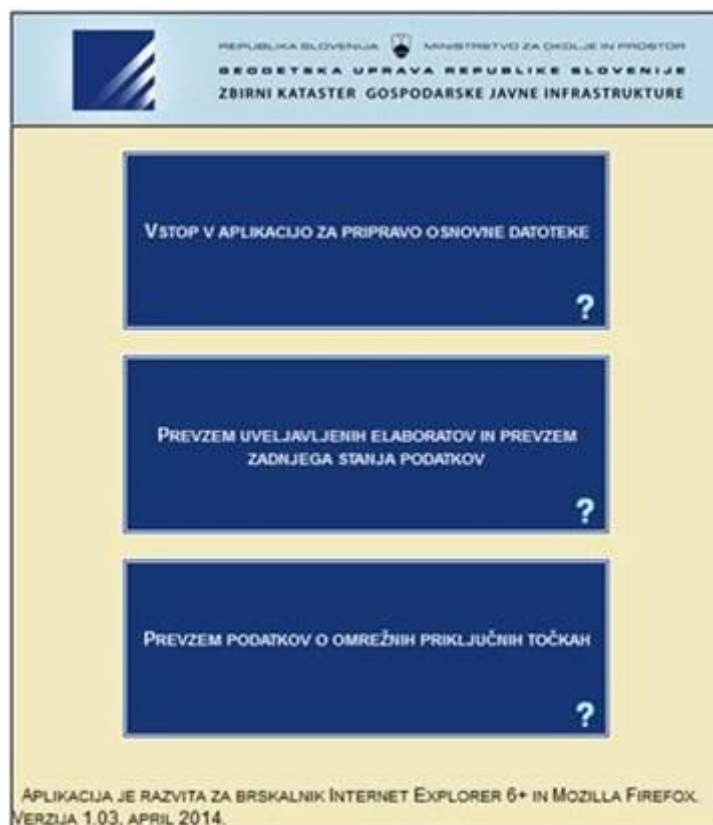 REPUBLIKA SLOVENIJA MINISTRSTVO ZA OKOLJE IN PROSTOR
GEODETSKA UPRAVA REPUBLIKE SLOVENIJE
ZBIRNI KATASTER GOSPODARSKE JAVNE INFRASTRUKTURE
VSTOP V APLIKACIJO ZA PRIPRAVO OSNOVNE DATOTEKE
?
PREVZEM UVELJAVLJENIH ELABORATOV IN PREVZEM
ZADNJEGA STANJA PODATKOV
?
PREVZEM PODATKOV O OMREŽNIH PRIKLJUČNIH TOČKAH
?
APLIKACIJA JE RAZVITA ZA BRSKALNIK INTERNET EXPLORER 6+ IN MOZILLA FIREFOX.
VERZIJA 1.03, APRIL 2014.